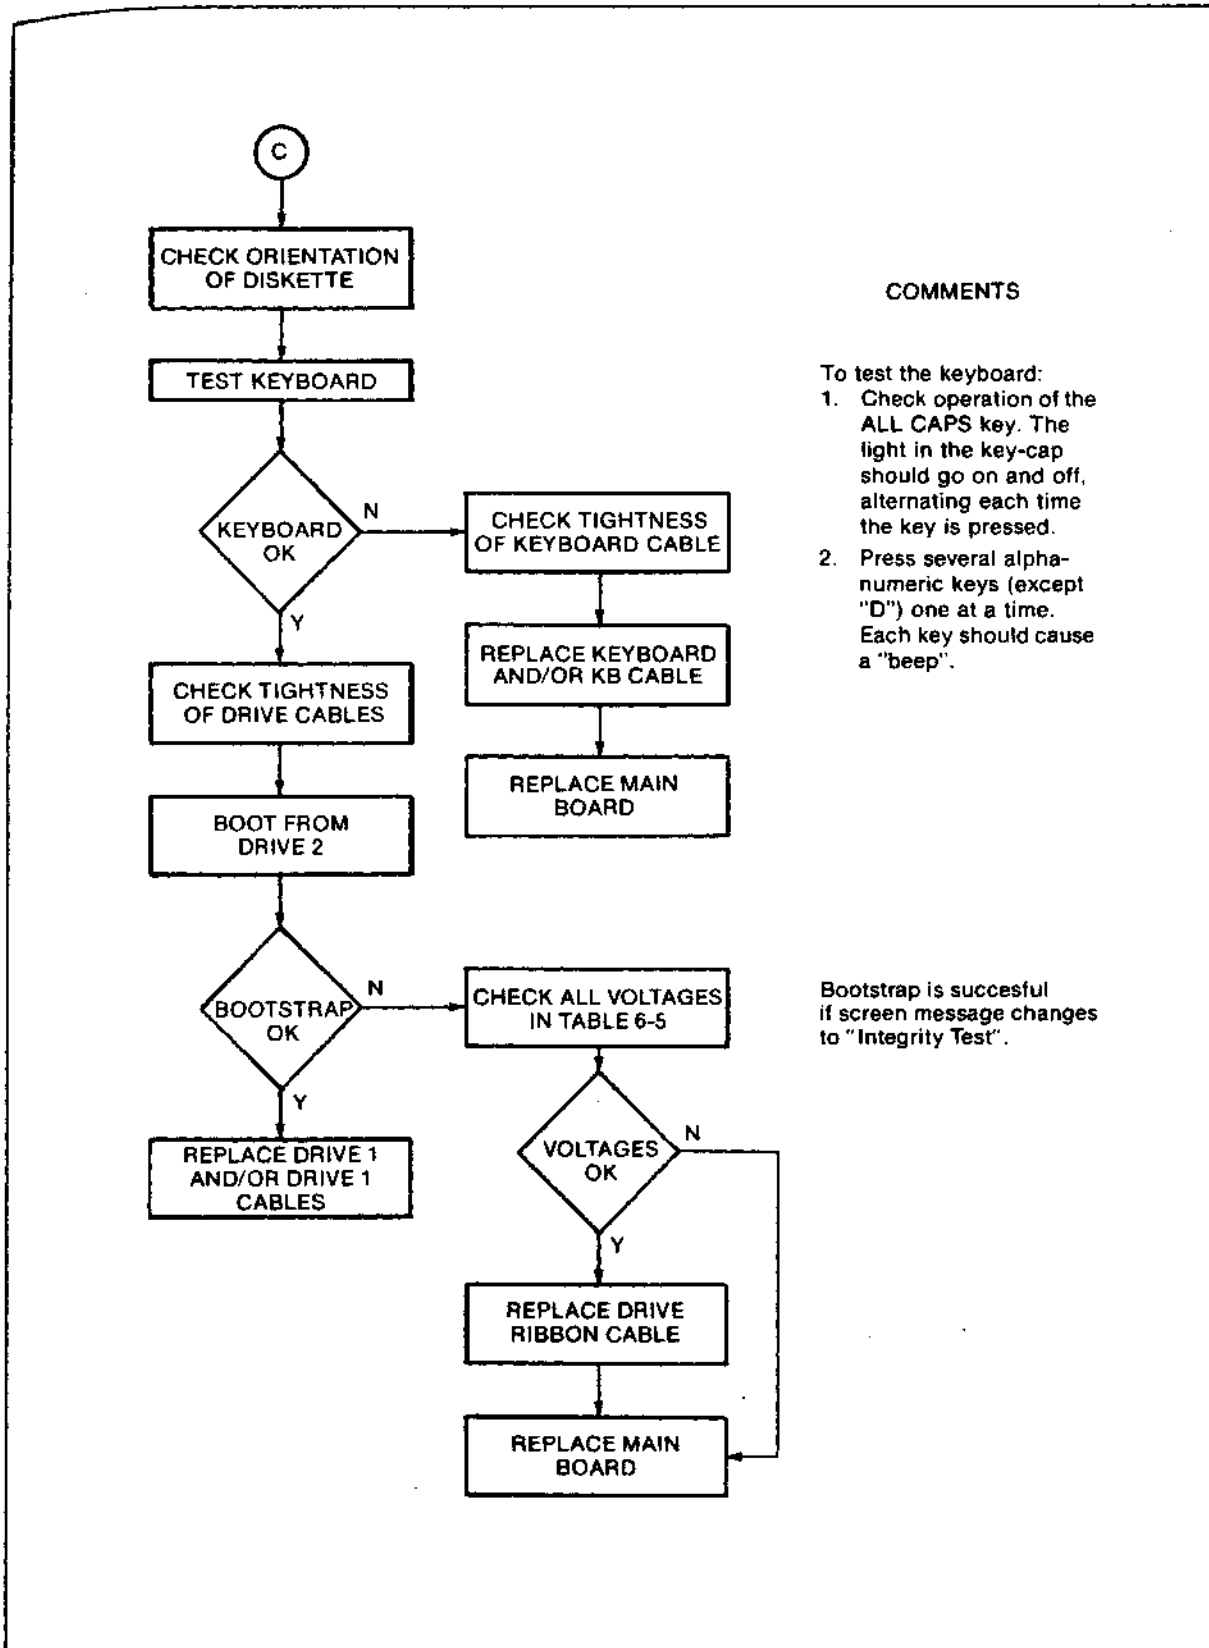 C
CHECK ORIENTATION
OF DISKETTE
COMMENTS
TEST KEYBOARD
To test the keyboard:
1. Check operation of the
ALL CAPS key. The
light in the key-cap
should go on and off,
alternating each time
the key is pressed.
2. Press several alpha-
numeric keys (except
"D") one at a time.
Each key should cause
a "beep".
KEYBOARD
OK
N
CHECK TIGHTNESS
OF KEYBOARD CABLE
Y
REPLACE KEYBOARD
AND/OR KB CABLE
CHECK TIGHTNESS
OF DRIVE CABLES
REPLACE MAIN
BOARD
BOOT FROM
DRIVE 2
BOOTSTRAP
OK
N
CHECK ALL VOLTAGES
IN TABLE 6-5
Bootstrap is succesful
if screen message changes
to "Integrity Test".
Y
REPLACE DRIVE 1
AND/OR DRIVE 1
CABLES
VOLTAGES
OK
N
Y
REPLACE DRIVE
RIBBON CABLE
REPLACE MAIN
BOARD